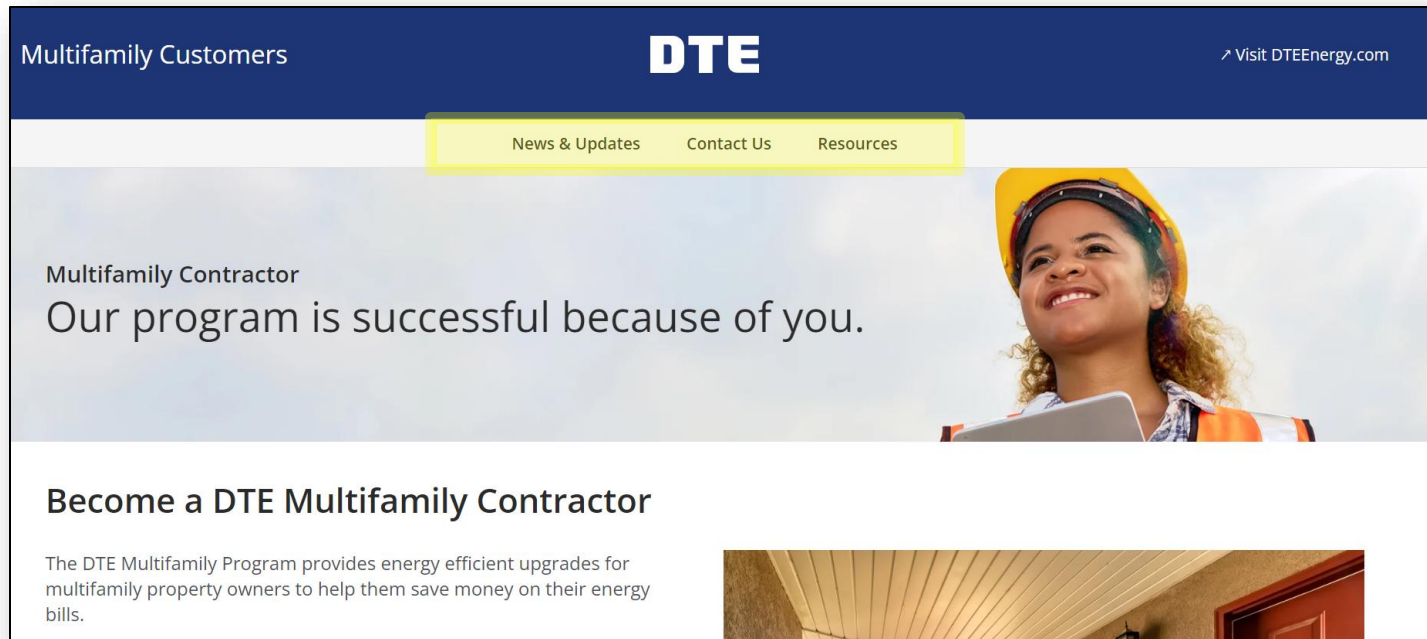 Multifamily Customers
DTE
↗ Visit DTEEnergy.com
News & Updates Contact Us Resources
Multifamily Contractor
Our program is successful because of you.
Become a DTE Multifamily Contractor
The DTE Multifamily Program provides energy efficient upgrades for
multifamily property owners to help them save money on their energy
bills.